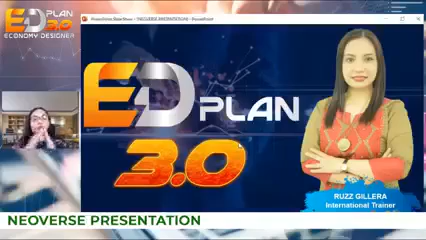 ED PLAN
3.0
ECONOMY DESIGNER
ED PLAN
3.0
RUZZ GILLERA
International Trainer
NEOVERSE PRESENTATION